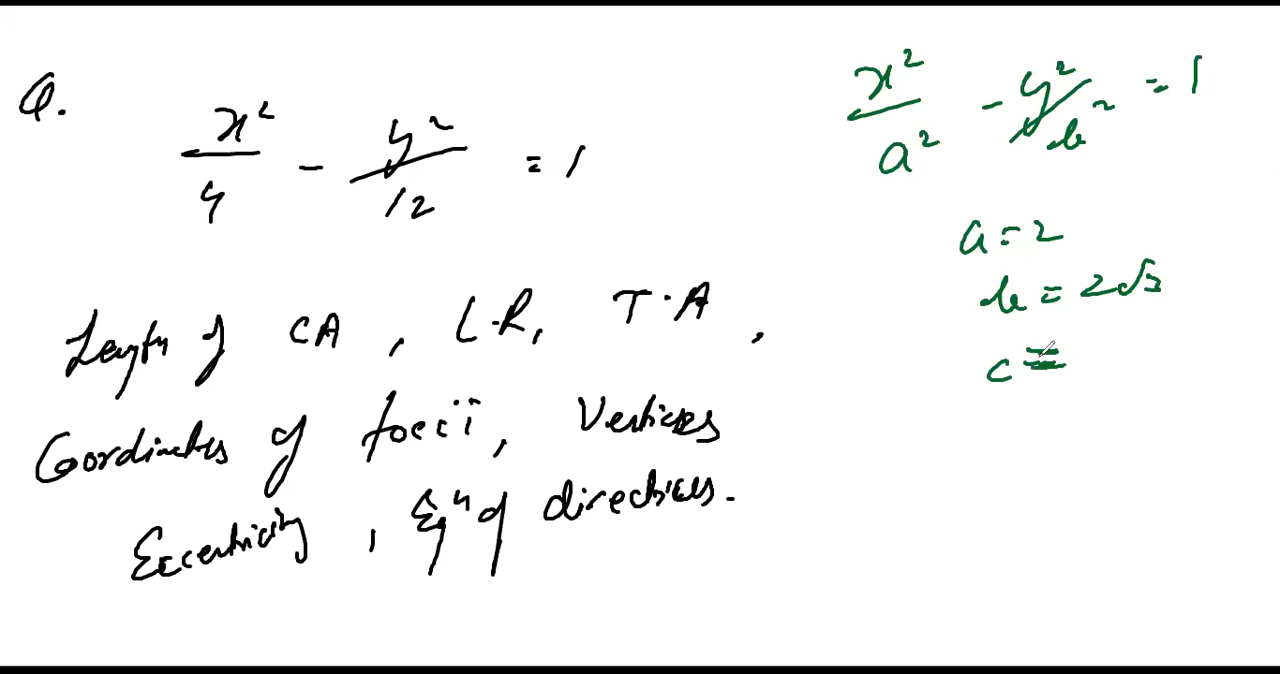 Q. x²/4 - y²/12 = 1
Length of CA, L.R, T.A,
Coordinates of focii, Verticses
Eccentricity, Eqⁿ of directrices.
x²/a² - y²/b² = 1
a = 2
b = 2√3
c =